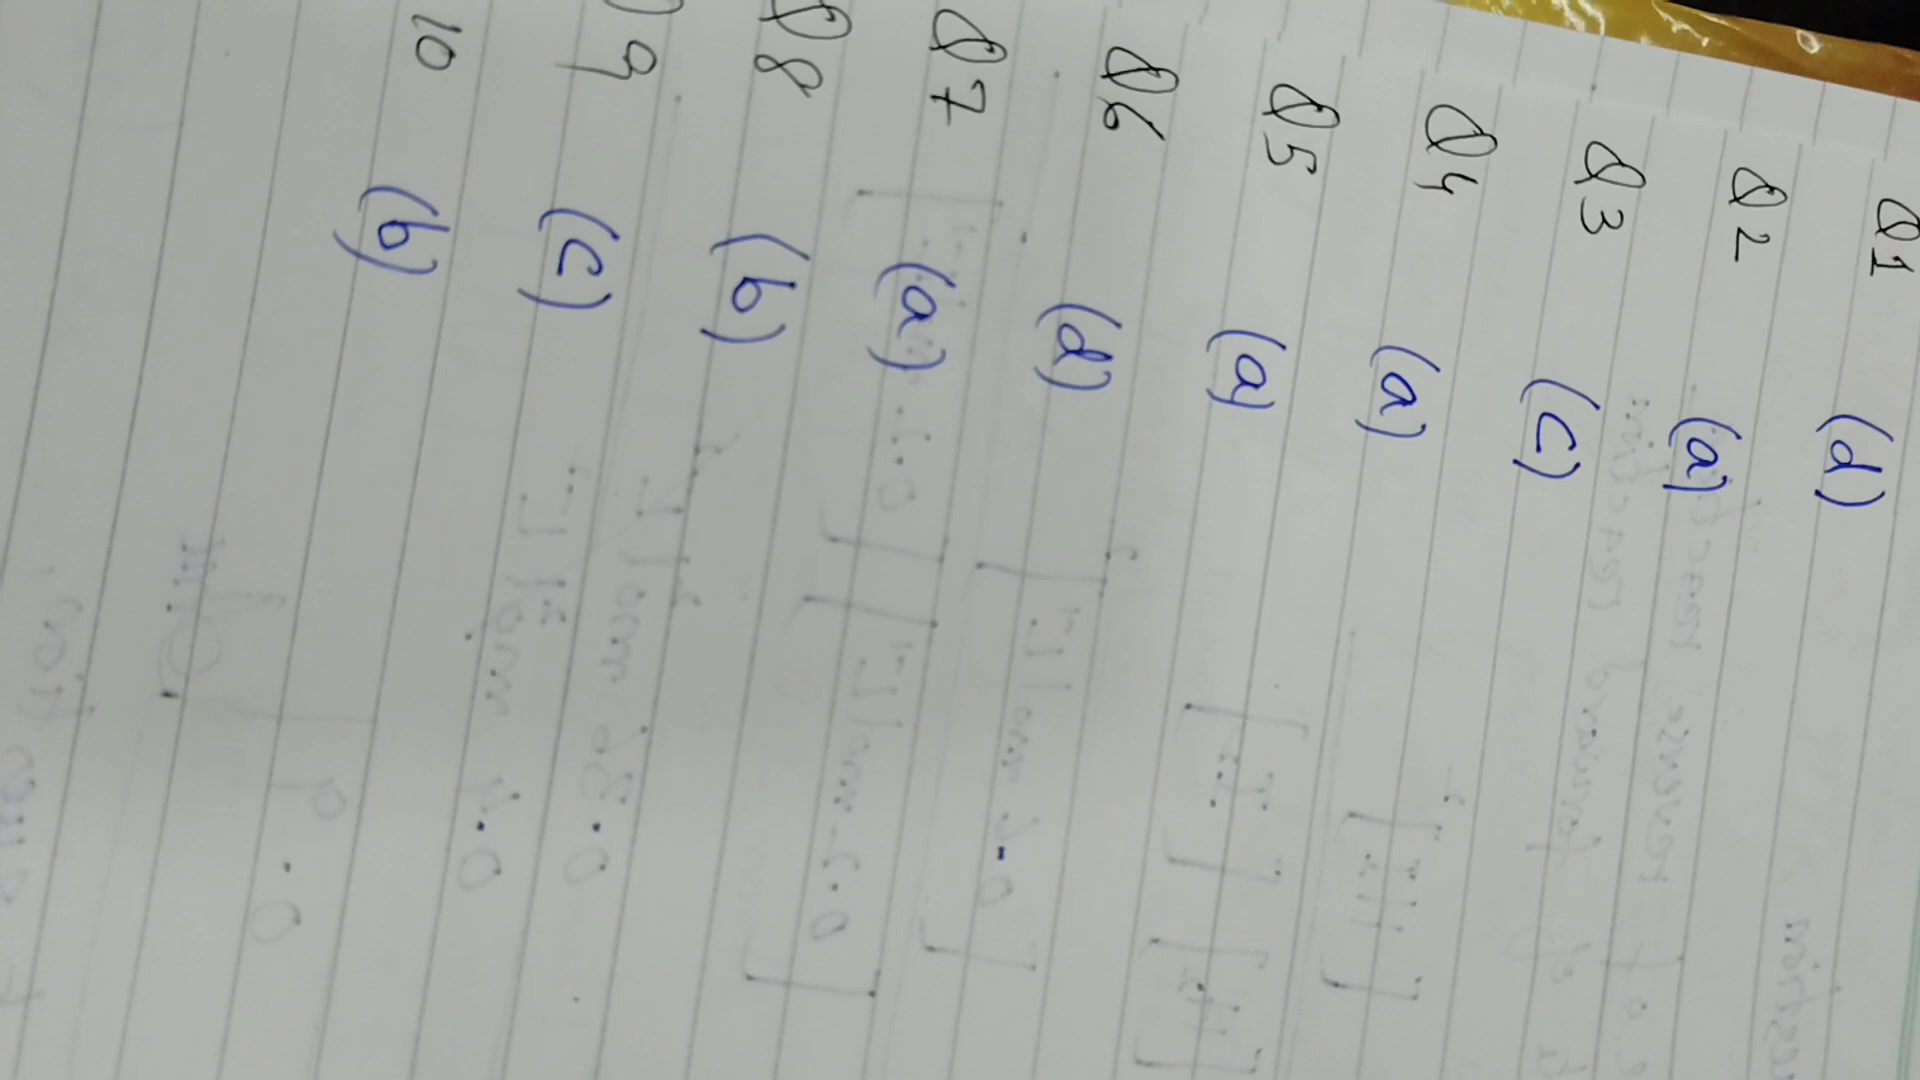 Q1 (d)
Q2 (a)
Q3 (c)
Q4 (a)
Q5 (a)
Q6 (d)
Q7 (a)
Q8 (b)
Q9 (c)
10 (b)